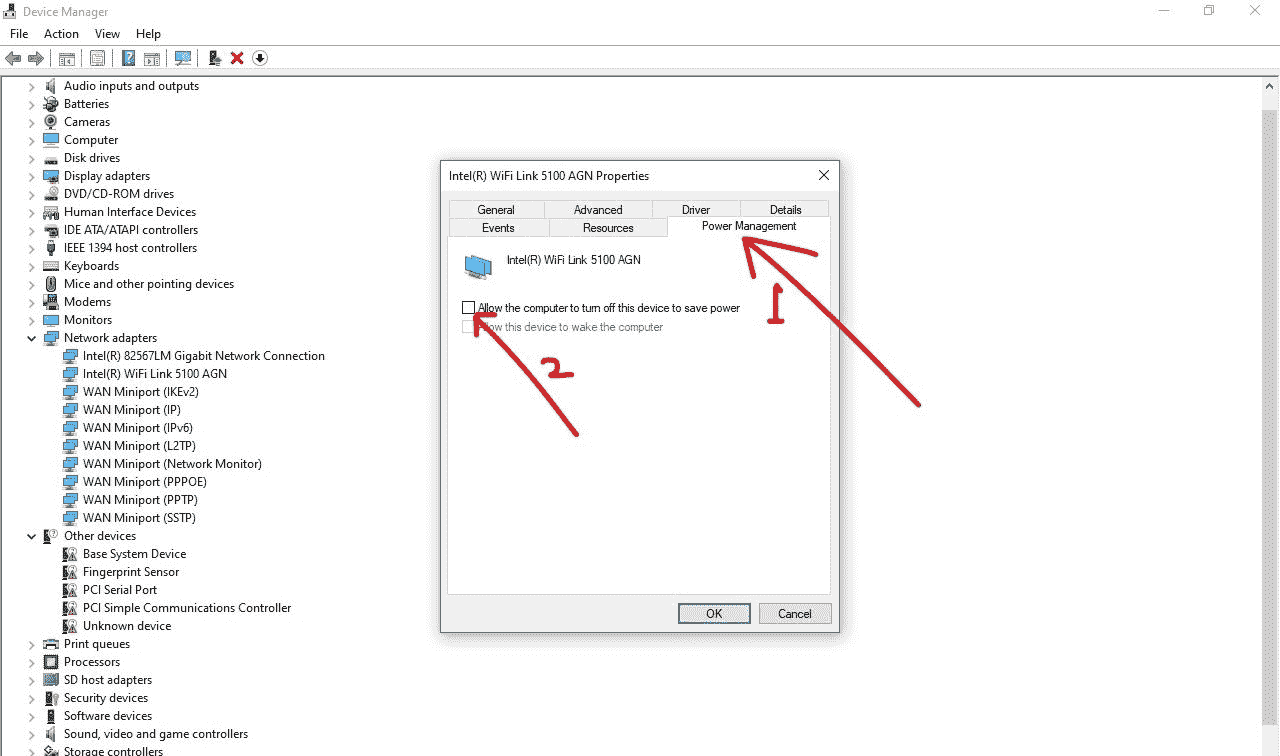 Device Manager
File Action View Help
Audio inputs and outputs
Batteries
Cameras
Computer
Disk drives
Display adapters
DVD/CD-ROM drives
Human Interface Devices
IDE ATA/ATAPI controllers
IEEE 1394 host controllers
Keyboards
Mice and other pointing devices
Modems
Monitors
Network adapters
Intel(R) 82567LM Gigabit Network Connection
Intel(R) WiFi Link 5100 AGN
WAN Miniport (IKEv2)
WAN Miniport (IP)
WAN Miniport (IPv6)
WAN Miniport (L2TP)
WAN Miniport (Network Monitor)
WAN Miniport (PPPOE)
WAN Miniport (PPTP)
WAN Miniport (SSTP)
Other devices
Base System Device
Fingerprint Sensor
PCI Serial Port
PCI Simple Communications Controller
Unknown device
Print queues
Processors
SD host adapters
Security devices
Software devices
Sound, video and game controllers
Storage controllers
Intel(R) WiFi Link 5100 AGN Properties
General Advanced Driver Details
Events Resources Power Management
Intel(R) WiFi Link 5100 AGN
1
Allow the computer to turn off this device to save power
Allow this device to wake the computer
2
OK Cancel